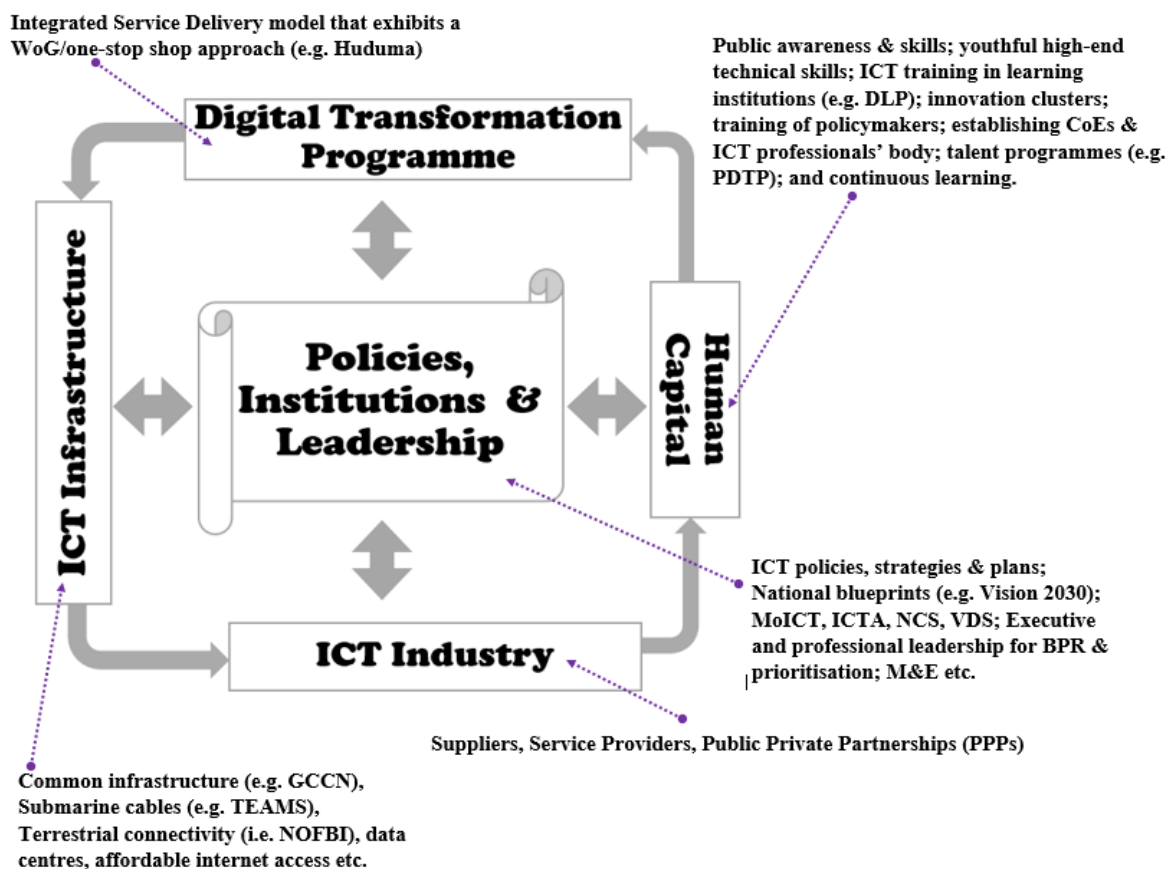 Integrated Service Delivery model that exhibits a
WoG/one-stop shop approach (e.g. Huduma)
Public awareness & skills; youthful high-end
technical skills; ICT training in learning
institutions (e.g. DLP); innovation clusters;
training of policymakers; establishing CoEs &
ICT professionals’ body; talent programmes (e.g.
PDTP); and continuous learning.
Digital Transformation
Programme
ICT Infrastructure
Policies,
Institutions &
Leadership
Human
Capital
ICT policies, strategies & plans;
National blueprints (e.g. Vision 2030);
MoICT, ICTA, NCS, VDS; Executive
and professional leadership for BPR &
prioritisation; M&E etc.
ICT Industry
Suppliers, Service Providers, Public Private Partnerships (PPPs)
Common infrastructure (e.g. GCCN),
Submarine cables (e.g. TEAMS),
Terrestrial connectivity (i.e. NOFBI), data
centres, affordable internet access etc.